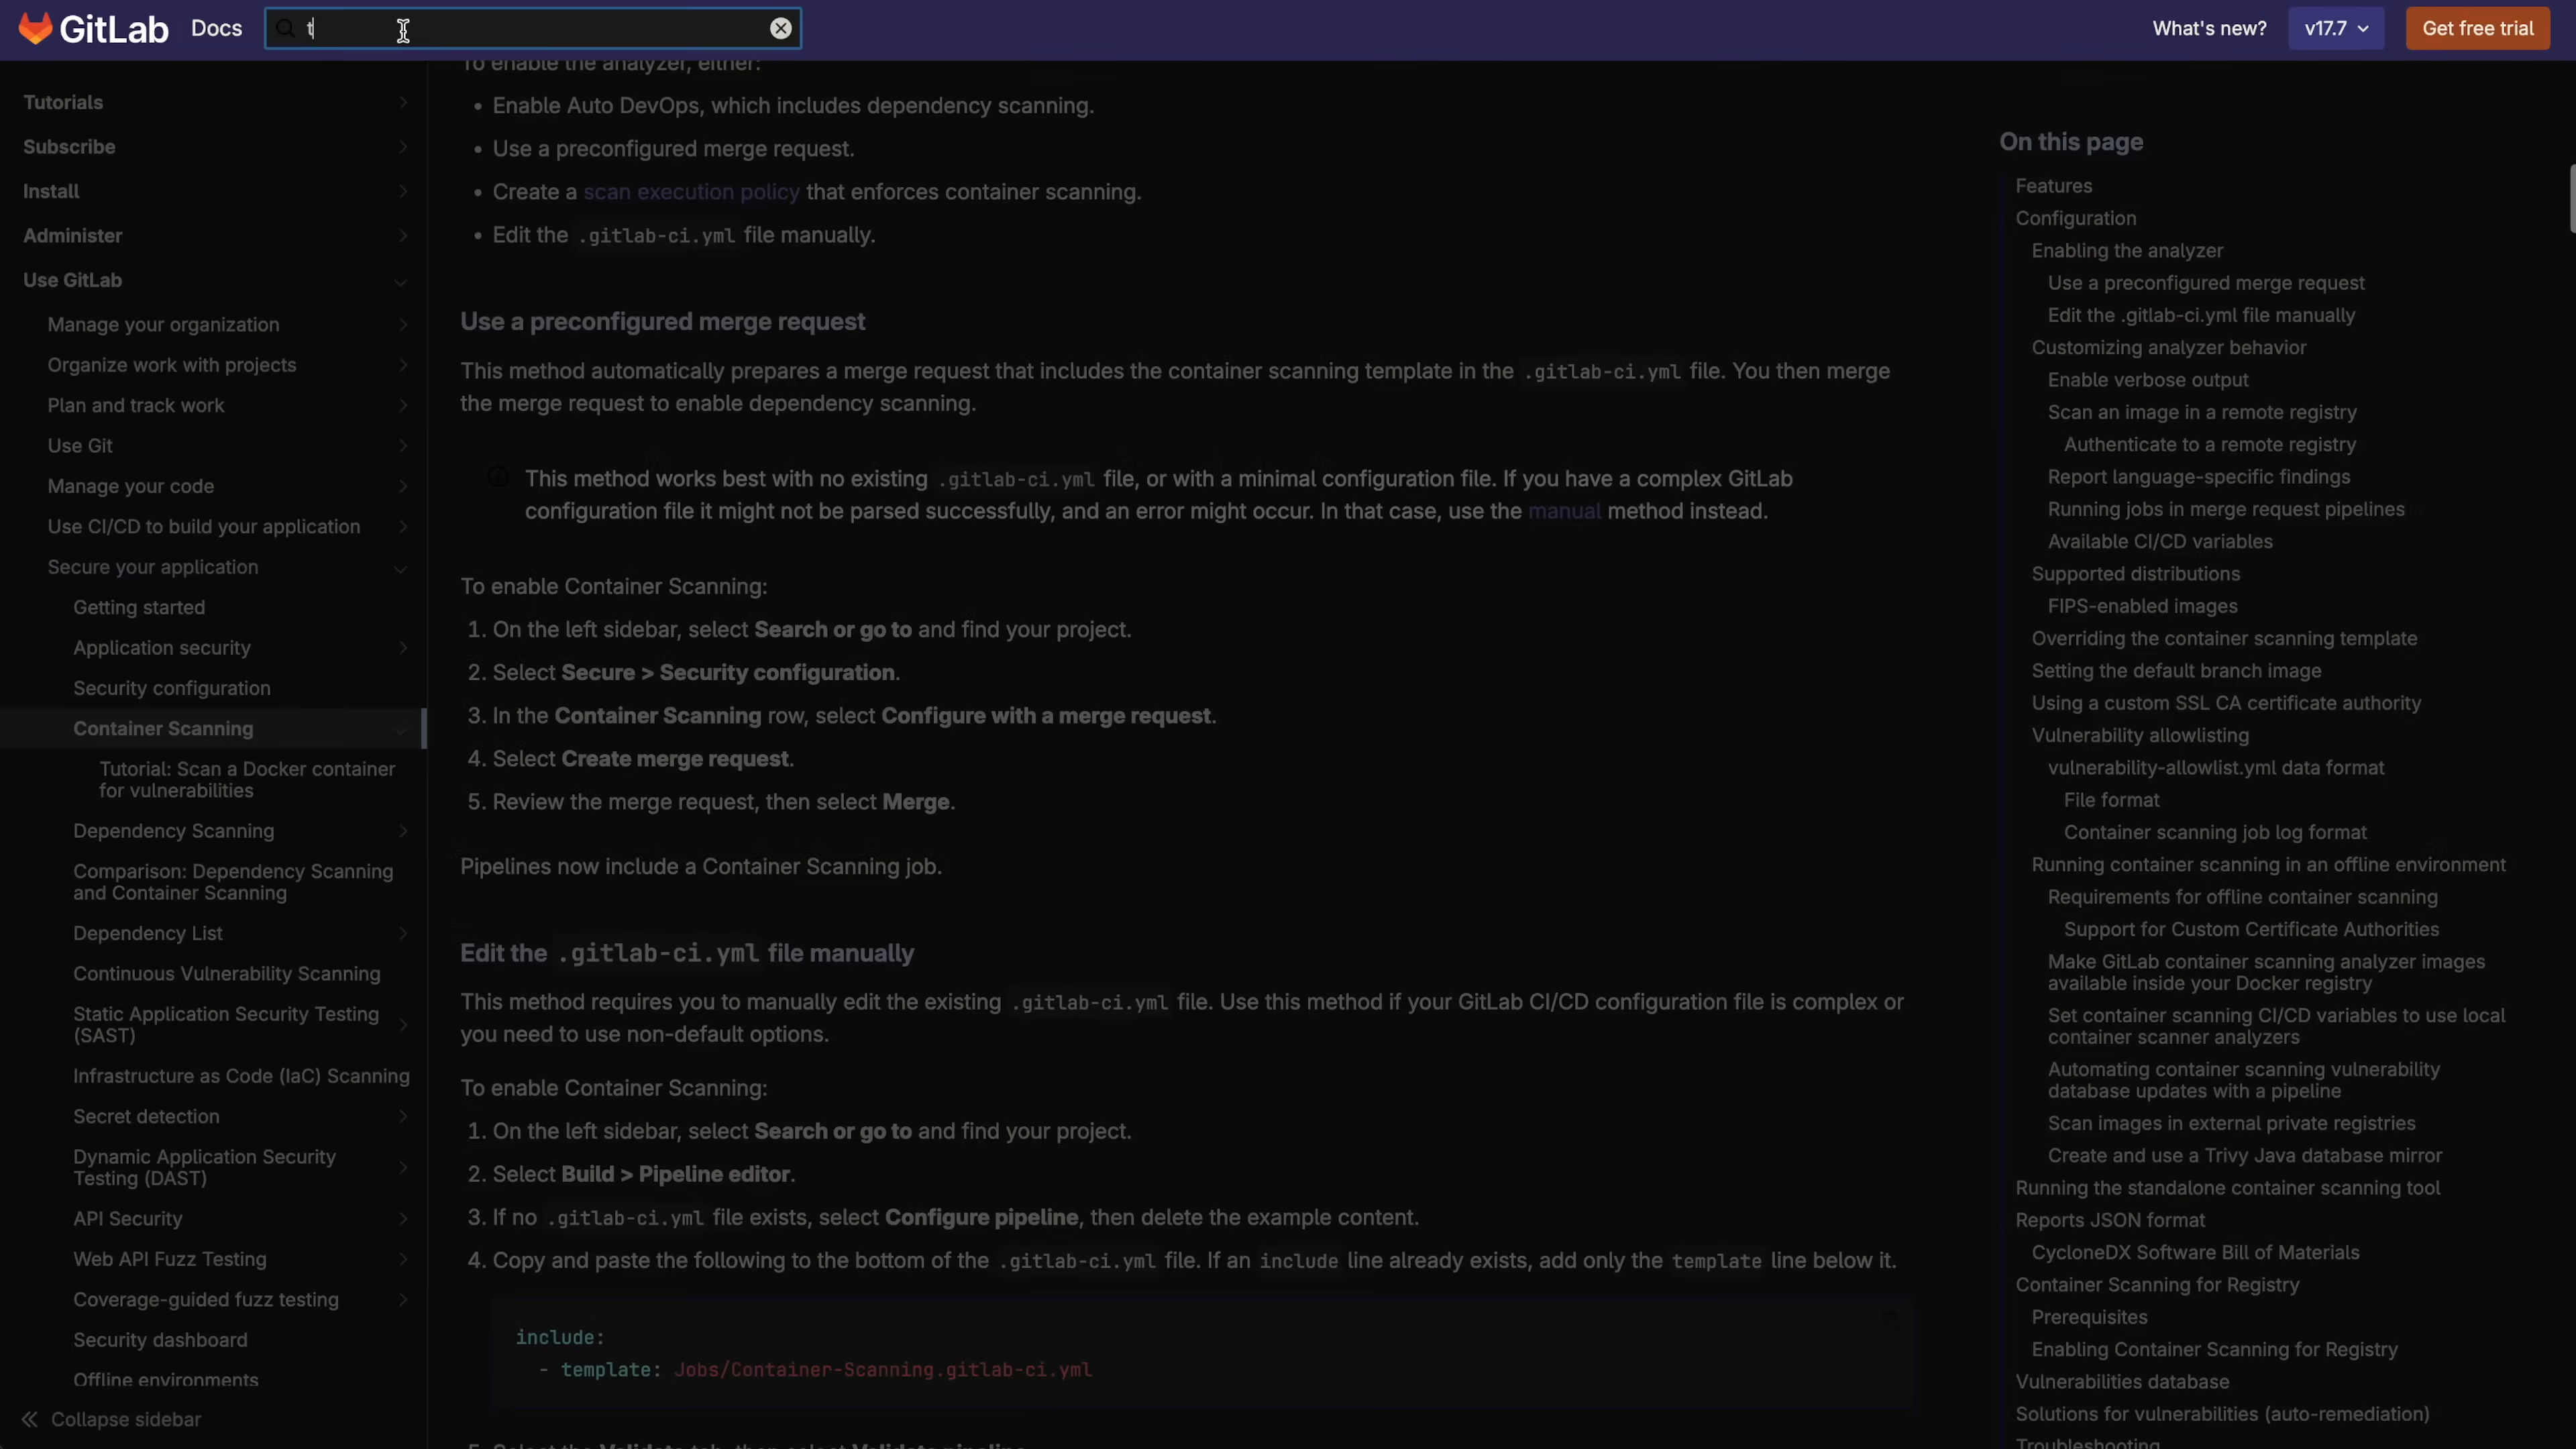 GitLab Docs
t
What's new?
v17.7
Get free trial
Tutorials
Subscribe
Install
Administer
Use GitLab
Manage your organization
Organize work with projects
Plan and track work
Use Git
Manage your code
Use CI/CD to build your application
Secure your application
Getting started
Application security
Security configuration
Container Scanning
Tutorial: Scan a Docker container
for vulnerabilities
Dependency Scanning
Comparison: Dependency Scanning
and Container Scanning
Dependency List
Continuous Vulnerability Scanning
Static Application Security Testing
(SAST)
Infrastructure as Code (IaC) Scanning
Secret detection
Dynamic Application Security
Testing (DAST)
API Security
Web API Fuzz Testing
Coverage-guided fuzz testing
Security dashboard
Offline environments
Collapse sidebar
To enable the analyzer, either:
• Enable Auto DevOps, which includes dependency scanning.
• Use a preconfigured merge request.
• Create a scan execution policy that enforces container scanning.
• Edit the .gitlab-ci.yml file manually.
Use a preconfigured merge request
This method automatically prepares a merge request that includes the container scanning template in the .gitlab-ci.yml file. You then merge
the merge request to enable dependency scanning.
This method works best with no existing .gitlab-ci.yml file, or with a minimal configuration file. If you have a complex GitLab
configuration file it might not be parsed successfully, and an error might occur. In that case, use the manual method instead.
To enable Container Scanning:
1. On the left sidebar, select Search or go to and find your project.
2. Select Secure > Security configuration.
3. In the Container Scanning row, select Configure with a merge request.
4. Select Create merge request.
5. Review the merge request, then select Merge.
Pipelines now include a Container Scanning job.
Edit the .gitlab-ci.yml file manually
This method requires you to manually edit the existing .gitlab-ci.yml file. Use this method if your GitLab CI/CD configuration file is complex or
you need to use non-default options.
To enable Container Scanning:
1. On the left sidebar, select Search or go to and find your project.
2. Select Build > Pipeline editor.
3. If no .gitlab-ci.yml file exists, select Configure pipeline, then delete the example content.
4. Copy and paste the following to the bottom of the .gitlab-ci.yml file. If an include line already exists, add only the template line below it.
include:
- template: Jobs/Container-Scanning.gitlab-ci.yml
5. Select the Validate tab, then select Validate pipeline
On this page
Features
Configuration
Enabling the analyzer
Use a preconfigured merge request
Edit the .gitlab-ci.yml file manually
Customizing analyzer behavior
Enable verbose output
Scan an image in a remote registry
Authenticate to a remote registry
Report language-specific findings
Running jobs in merge request pipelines
Available CI/CD variables
Supported distributions
FIPS-enabled images
Overriding the container scanning template
Setting the default branch image
Using a custom SSL CA certificate authority
Vulnerability allowlisting
vulnerability-allowlist.yml data format
File format
Container scanning job log format
Running container scanning in an offline environment
Requirements for offline container scanning
Support for Custom Certificate Authorities
Make GitLab container scanning analyzer images
available inside your Docker registry
Set container scanning CI/CD variables to use local
container scanner analyzers
Automating container scanning vulnerability
database updates with a pipeline
Scan images in external private registries
Create and use a Trivy Java database mirror
Running the standalone container scanning tool
Reports JSON format
CycloneDX Software Bill of Materials
Container Scanning for Registry
Prerequisites
Enabling Container Scanning for Registry
Vulnerabilities database
Solutions for vulnerabilities (auto-remediation)
Troubleshooting